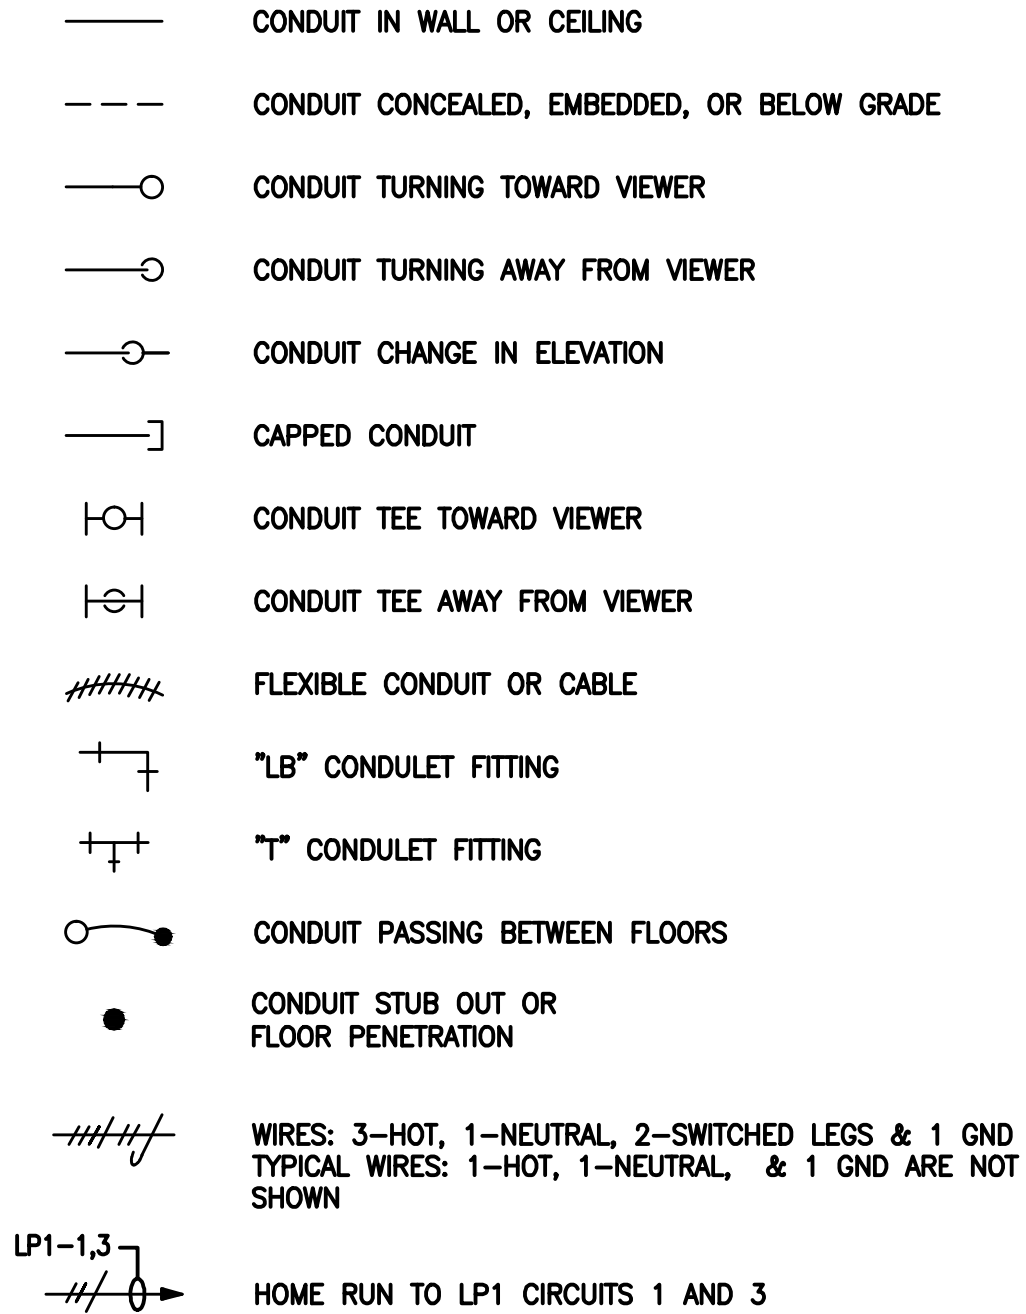 CONDUIT IN WALL OR CEILING
CONDUIT CONCEALED, EMBEDDED, OR BELOW GRADE
CONDUIT TURNING TOWARD VIEWER
CONDUIT TURNING AWAY FROM VIEWER
CONDUIT CHANGE IN ELEVATION
CAPPED CONDUIT
CONDUIT TEE TOWARD VIEWER
CONDUIT TEE AWAY FROM VIEWER
FLEXIBLE CONDUIT OR CABLE
"LB" CONDULET FITTING
"T" CONDULET FITTING
CONDUIT PASSING BETWEEN FLOORS
CONDUIT STUB OUT OR
FLOOR PENETRATION
WIRES: 3-HOT, 1-NEUTRAL, 2-SWITCHED LEGS & 1 GND
TYPICAL WIRES: 1-HOT, 1-NEUTRAL, & 1 GND ARE NOT
SHOWN
LP1-1,3
HOME RUN TO LP1 CIRCUITS 1 AND 3